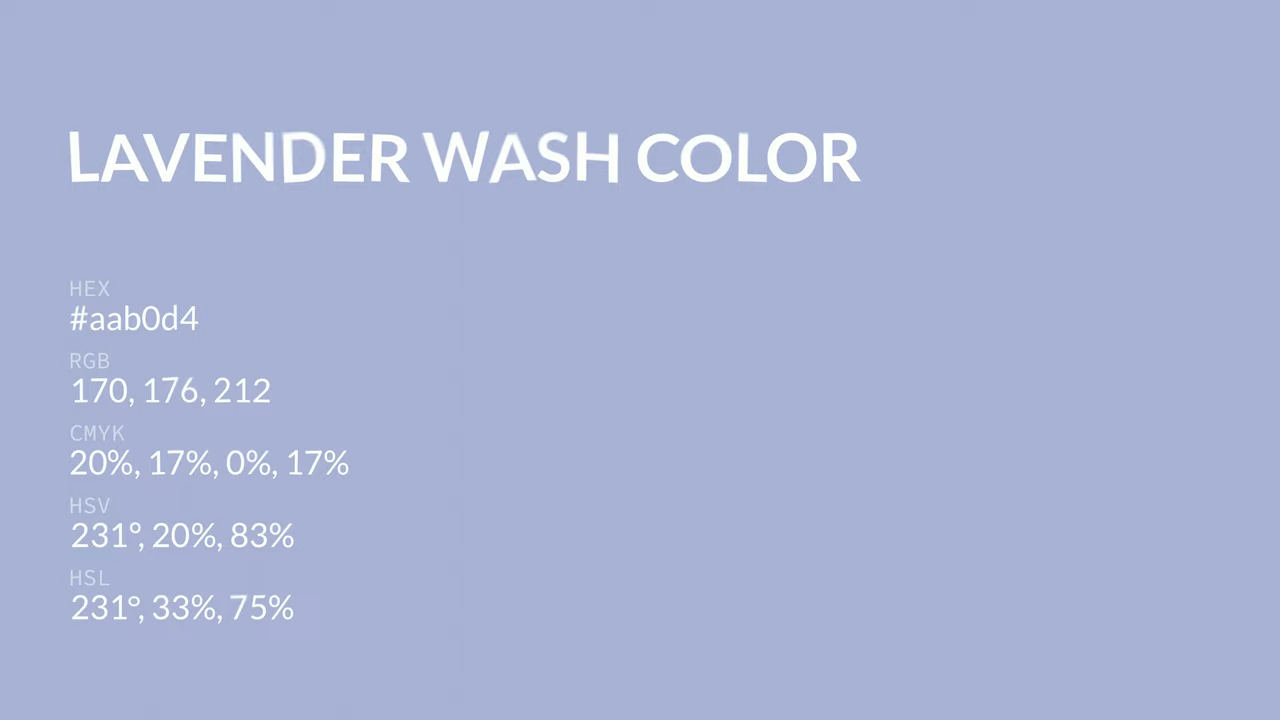 LAVENDER WASH COLOR
HEX
#aab0d4
RGB
170, 176, 212
CMYK
20%, 17%, 0%, 17%
HSV
231°, 20%, 83%
HSL
231°, 33%, 75%